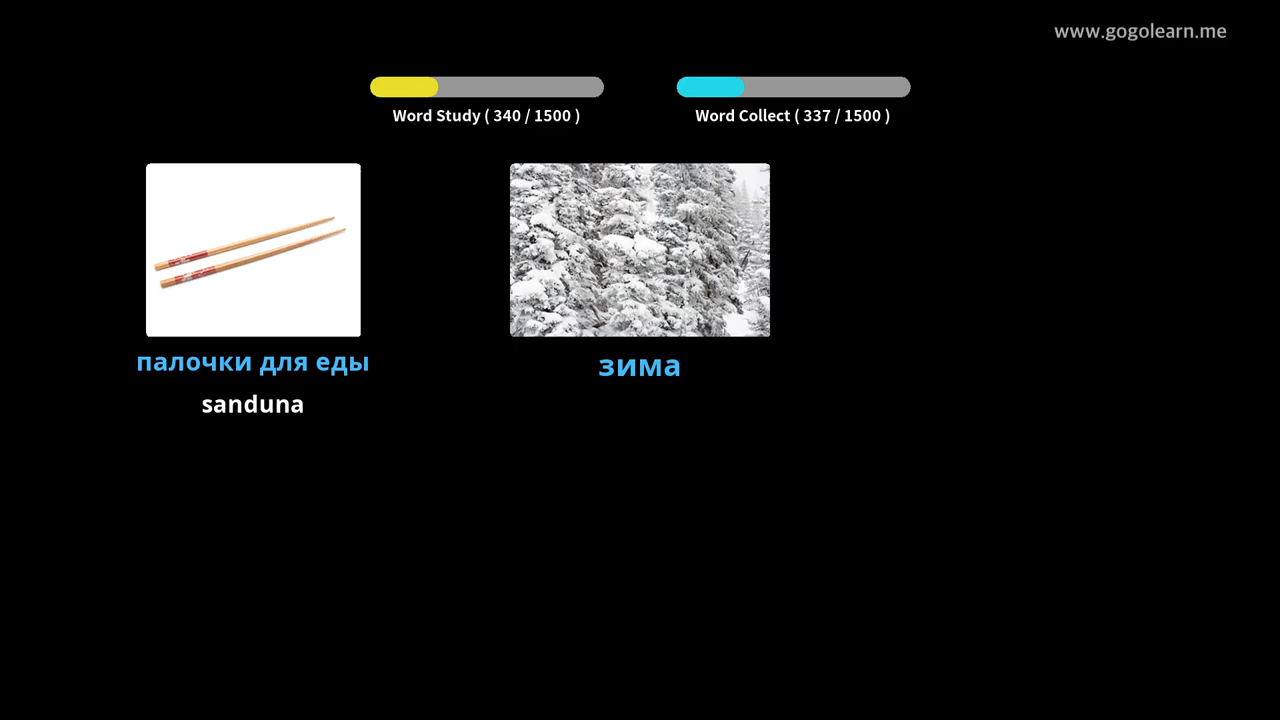 www.gogolearn.me
Word Study ( 340 / 1500 )
Word Collect ( 337 / 1500 )
палочки для еды
sanduna
зима